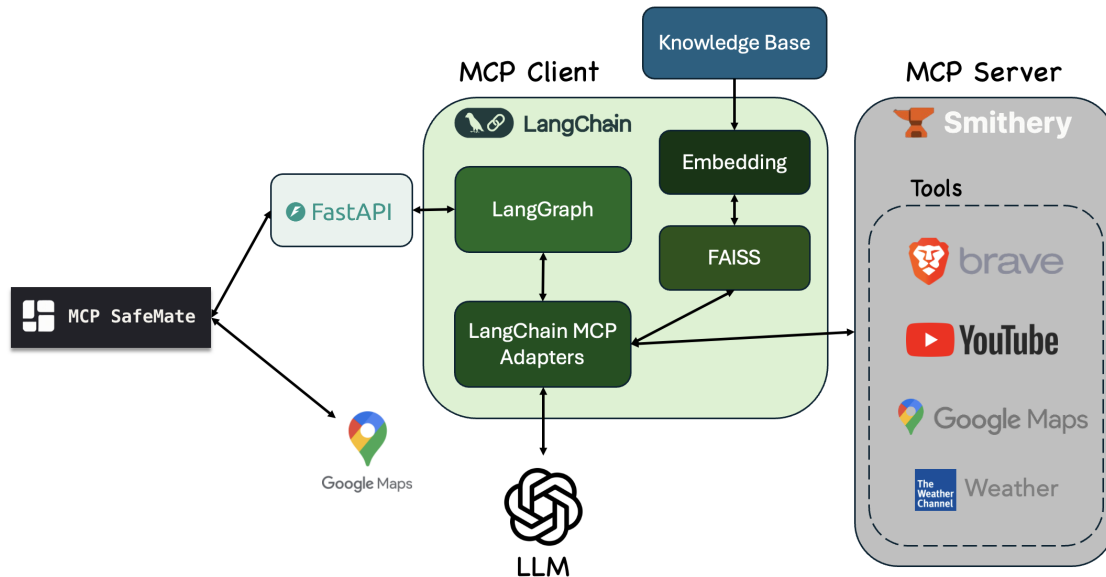 Knowledge Base
MCP Client
MCP Server
LangChain
Smithery
Embedding
Tools
FastAPI
LangGraph
brave
FAISS
MCP SafeMate
LangChain MCP
Adapters
YouTube
Google Maps
Google Maps
The
Weather
Channel
Weather
LLM